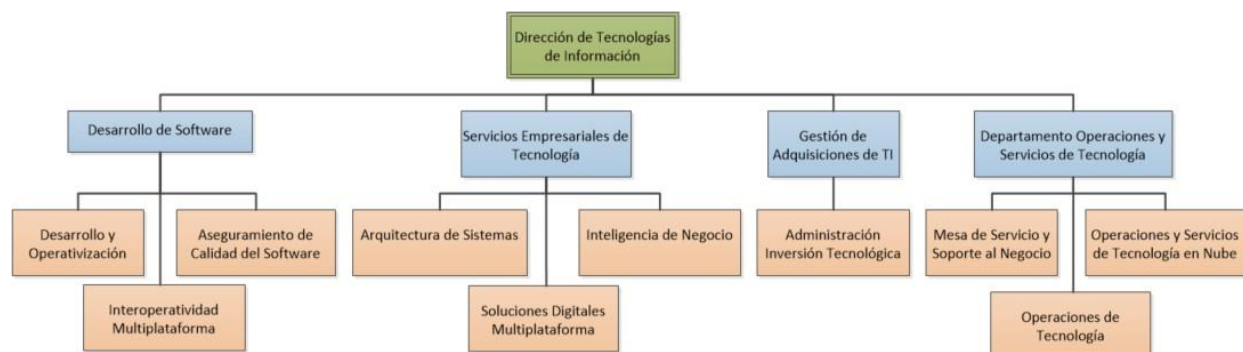 Dirección de Tecnologías
de Información
Desarrollo de Software
Servicios Empresariales de
Tecnología
Gestión de
Adquisiciones de TI
Departamento Operaciones y
Servicios de Tecnología
Desarrollo y
Operativización
Aseguramiento de
Calidad del Software
Arquitectura de Sistemas
Inteligencia de Negocio
Administración
Inversión Tecnológica
Mesa de Servicio y
Soporte al Negocio
Operaciones y Servicios
de Tecnología en Nube
Interoperatividad
Multiplataforma
Soluciones Digitales
Multiplataforma
Operaciones de
Tecnología